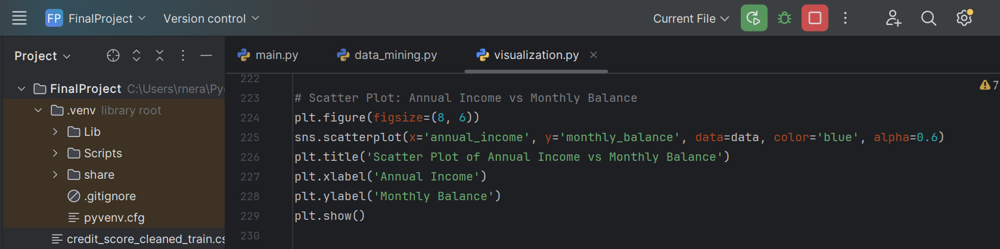 FP FinalProject Version control Current File
Project
main.py data_mining.py visualization.py
FinalProject C:\Users\rnera\Py
.venv library root
Lib
Scripts
share
.gitignore
pyvenv.cfg
credit_score_cleaned_train.cs
7
222
223 # Scatter Plot: Annual Income vs Monthly Balance
224 plt.figure(figsize=(8, 6))
225 sns.scatterplot(x='annual_income', y='monthly_balance', data=data, color='blue', alpha=0.6)
226 plt.title('Scatter Plot of Annual Income vs Monthly Balance')
227 plt.xlabel('Annual Income')
228 plt.ylabel('Monthly Balance')
229 plt.show()
230